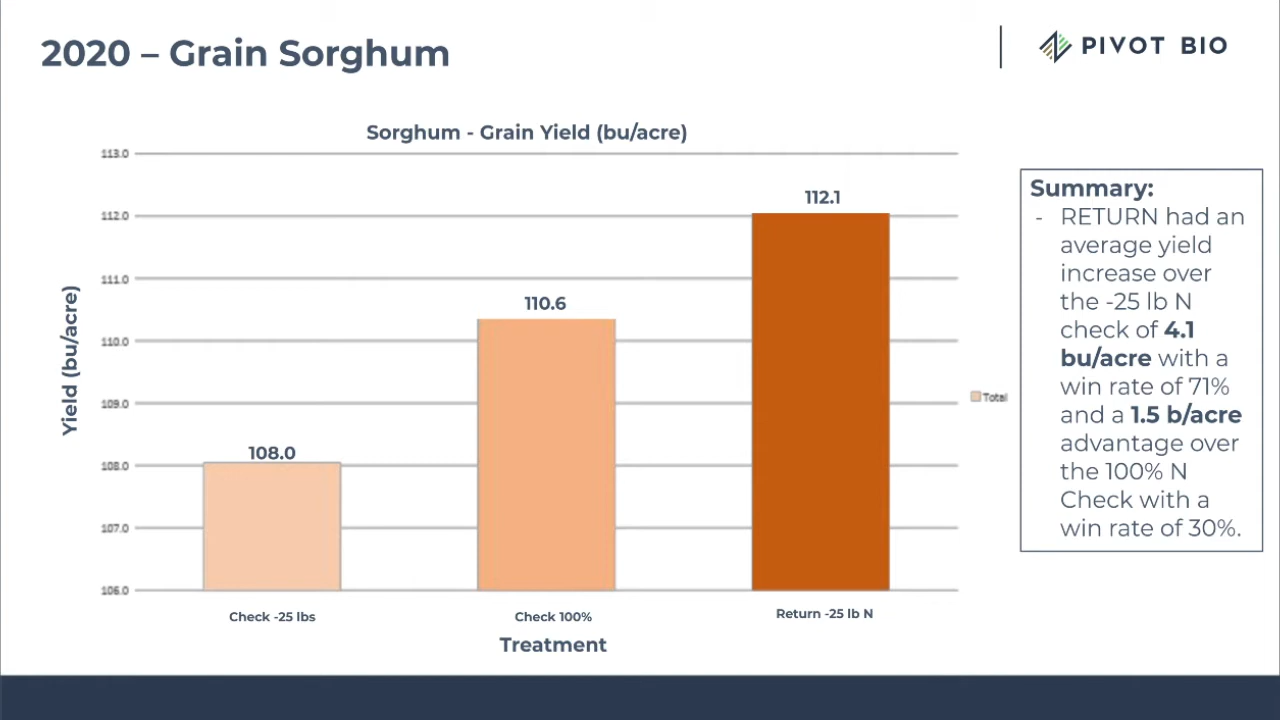 2020 – Grain Sorghum
PIVOT BIO
Sorghum - Grain Yield (bu/acre)
113.0
112.0
111.0
110.0
109.0
108.0
107.0
106.0
Yield (bu/acre)
108.0
110.6
112.1
Check -25 lbs
Check 100%
Return -25 lb N
Treatment
Total
Summary:
- RETURN had an
average yield
increase over
the -25 lb N
check of 4.1
bu/acre with a
win rate of 71%
and a 1.5 b/acre
advantage over
the 100% N
Check with a
win rate of 30%.